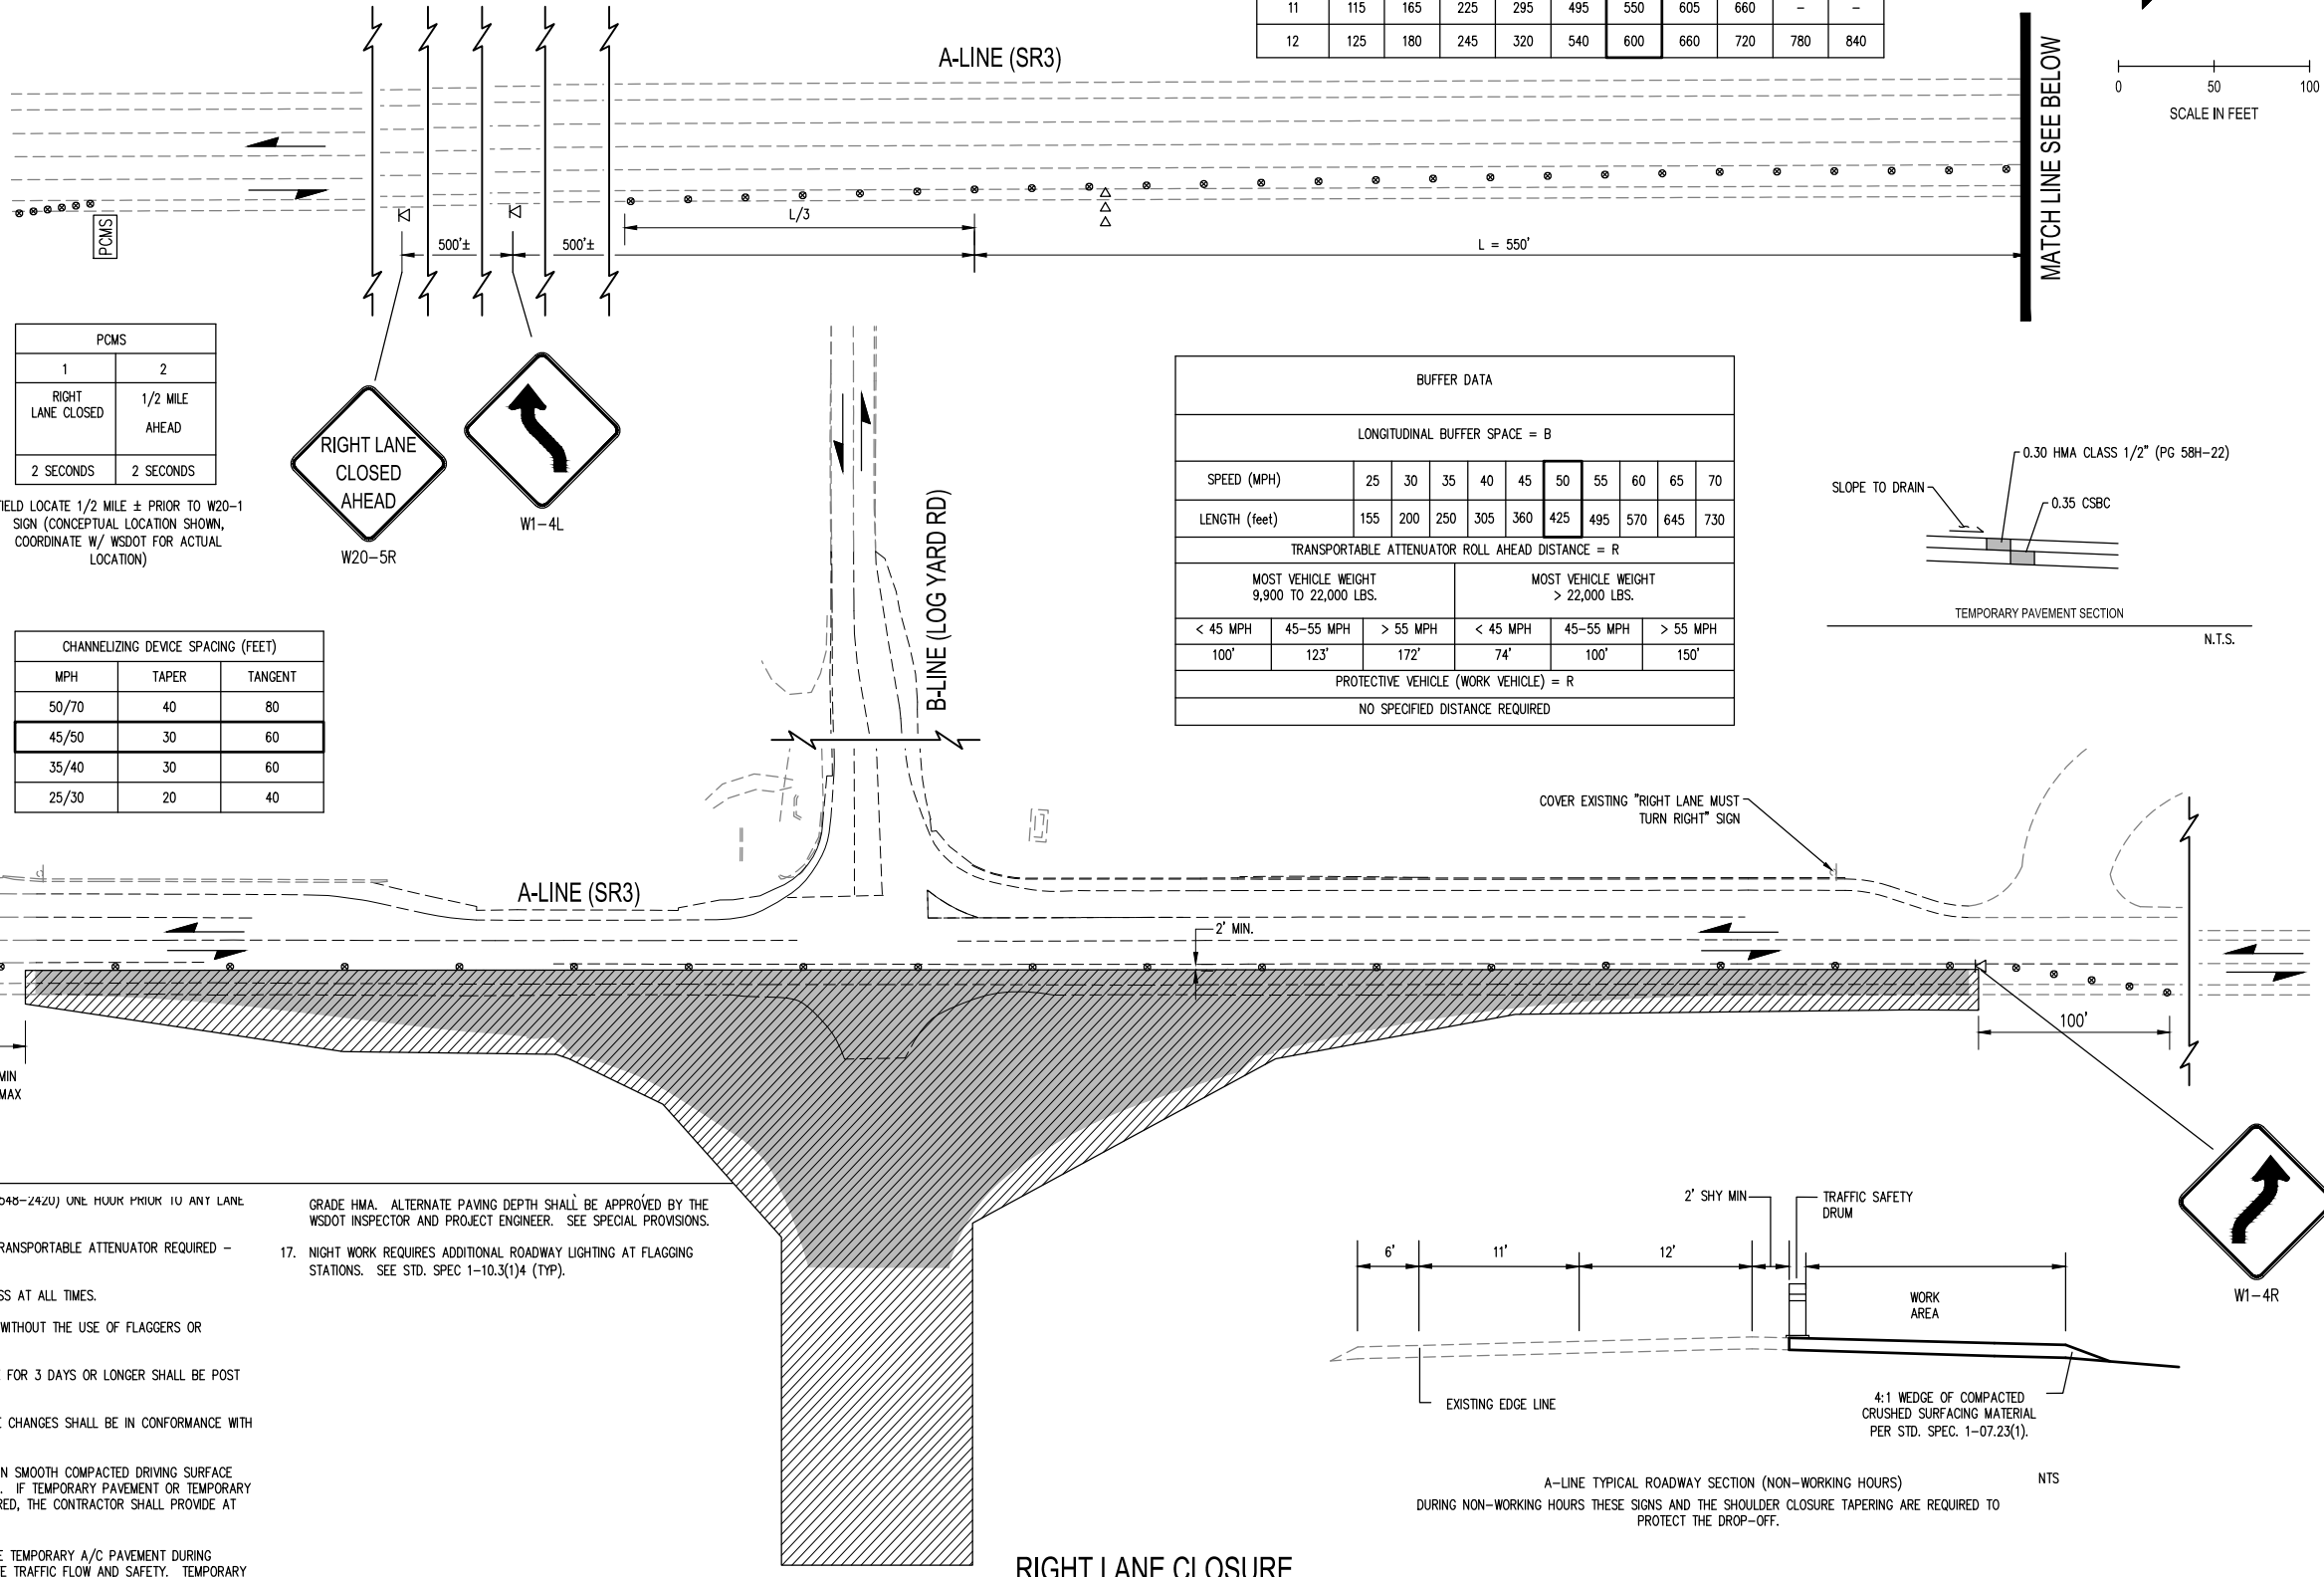 11 115 165 225 295 495 550 605 660 - -
12 125 180 245 320 540 600 660 720 780 840
A-LINE (SR3)
MATCH LINE SEE BELOW
0 50 100
SCALE IN FEET
L/3
500'± 500'±
L = 550'
PCMS
PCMS
1 2
RIGHT LANE CLOSED
1/2 MILE AHEAD
2 SECONDS 2 SECONDS
FIELD LOCATE 1/2 MILE ± PRIOR TO W20-1
SIGN (CONCEPTUAL LOCATION SHOWN,
COORDINATE W/ WSDOT FOR ACTUAL
LOCATION)
RIGHT LANE
CLOSED
AHEAD
W20-5R
W1-4L
B-LINE (LOG YARD RD)
BUFFER DATA
LONGITUDINAL BUFFER SPACE = B
SPEED (MPH) 25 30 35 40 45 50 55 60 65 70
LENGTH (feet) 155 200 250 305 360 425 495 570 645 730
TRANSPORTABLE ATTENUATOR ROLL AHEAD DISTANCE = R
MOST VEHICLE WEIGHT
9,900 TO 22,000 LBS.
MOST VEHICLE WEIGHT
> 22,000 LBS.
< 45 MPH 45-55 MPH > 55 MPH < 45 MPH 45-55 MPH > 55 MPH
100' 123' 172' 74' 100' 150'
PROTECTIVE VEHICLE (WORK VEHICLE) = R
NO SPECIFIED DISTANCE REQUIRED
0.30 HMA CLASS 1/2" (PG 58H-22)
SLOPE TO DRAIN
0.35 CSBC
TEMPORARY PAVEMENT SECTION
N.T.S.
CHANNELIZING DEVICE SPACING (FEET)
MPH TAPER TANGENT
50/70 40 80
45/50 30 60
35/40 30 60
25/30 20 40
COVER EXISTING "RIGHT LANE MUST
TURN RIGHT" SIGN
A-LINE (SR3)
2' MIN.
100'
MIN
MAX
W1-4R
648-2420) ONE HOUR PRIOR TO ANY LANE
TRANSPORTABLE ATTENUATOR REQUIRED -
SS AT ALL TIMES.
WITHOUT THE USE OF FLAGGERS OR
E FOR 3 DAYS OR LONGER SHALL BE POST
E CHANGES SHALL BE IN CONFORMANCE WITH
N SMOOTH COMPACTED DRIVING SURFACE
. IF TEMPORARY PAVEMENT OR TEMPORARY
RED, THE CONTRACTOR SHALL PROVIDE AT
E TEMPORARY A/C PAVEMENT DURING
E TRAFFIC FLOW AND SAFETY. TEMPORARY
GRADE HMA. ALTERNATE PAVING DEPTH SHALL BE APPROVED BY THE
WSDOT INSPECTOR AND PROJECT ENGINEER. SEE SPECIAL PROVISIONS.
17. NIGHT WORK REQUIRES ADDITIONAL ROADWAY LIGHTING AT FLAGGING
STATIONS. SEE STD. SPEC 1-10.3(1)4 (TYP).
2' SHY MIN
TRAFFIC SAFETY
DRUM
6' 11' 12'
WORK
AREA
EXISTING EDGE LINE
4:1 WEDGE OF COMPACTED
CRUSHED SURFACING MATERIAL
PER STD. SPEC. 1-07.23(1).
A-LINE TYPICAL ROADWAY SECTION (NON-WORKING HOURS)
NTS
DURING NON-WORKING HOURS THESE SIGNS AND THE SHOULDER CLOSURE TAPERING ARE REQUIRED TO
PROTECT THE DROP-OFF.
RIGHT LANE CLOSURE